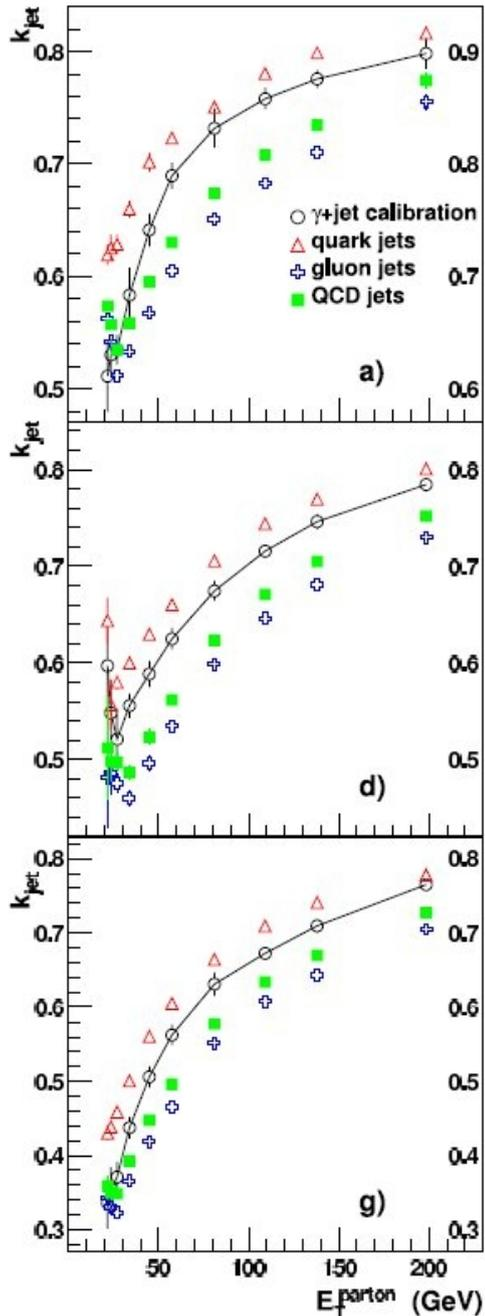 k_jet
0.8 0.9
0.7 0.8
γ+jet calibration
quark jets
gluon jets
QCD jets
0.6 0.7
a)
0.5 0.6
k_jet
0.8 0.8
0.7 0.7
0.6 0.6
0.5 0.5
d)
k_jet
0.8 0.8
0.7 0.7
0.6 0.6
0.5 0.5
0.4 0.4
g)
0.3 0.3
50 100 150 200
E_T^parton (GeV)